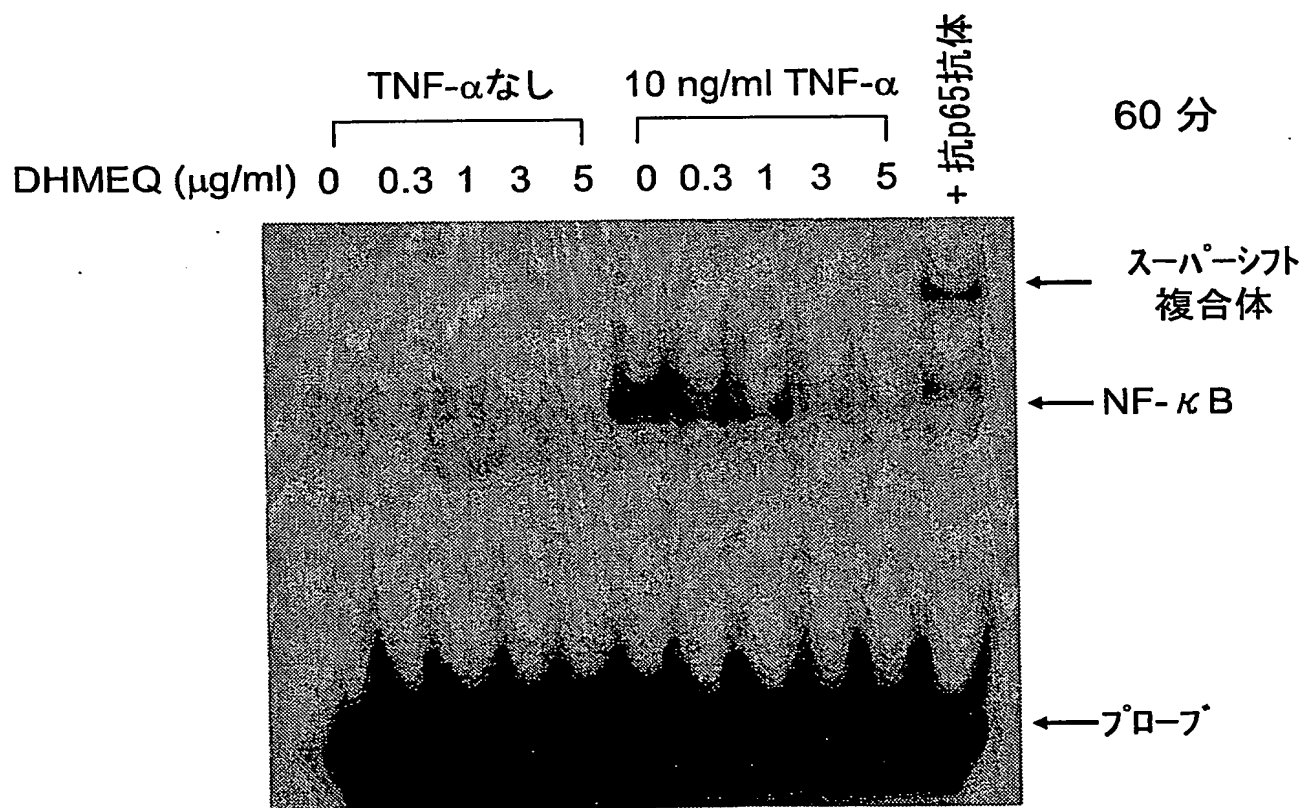 TNF-αなし 10 ng/ml TNF-α
+ 抗p65抗体
60 分
DHMEQ (μg/ml) 0 0.3 1 3 5 0 0.3 1 3 5
スーパーシフト
複合体
NF-κB
プローブ